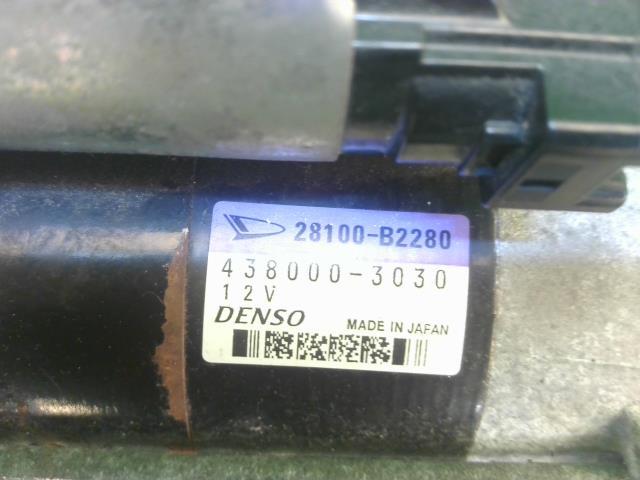 28100-B2280
438000-3030
12V
DENSO MADE IN JAPAN